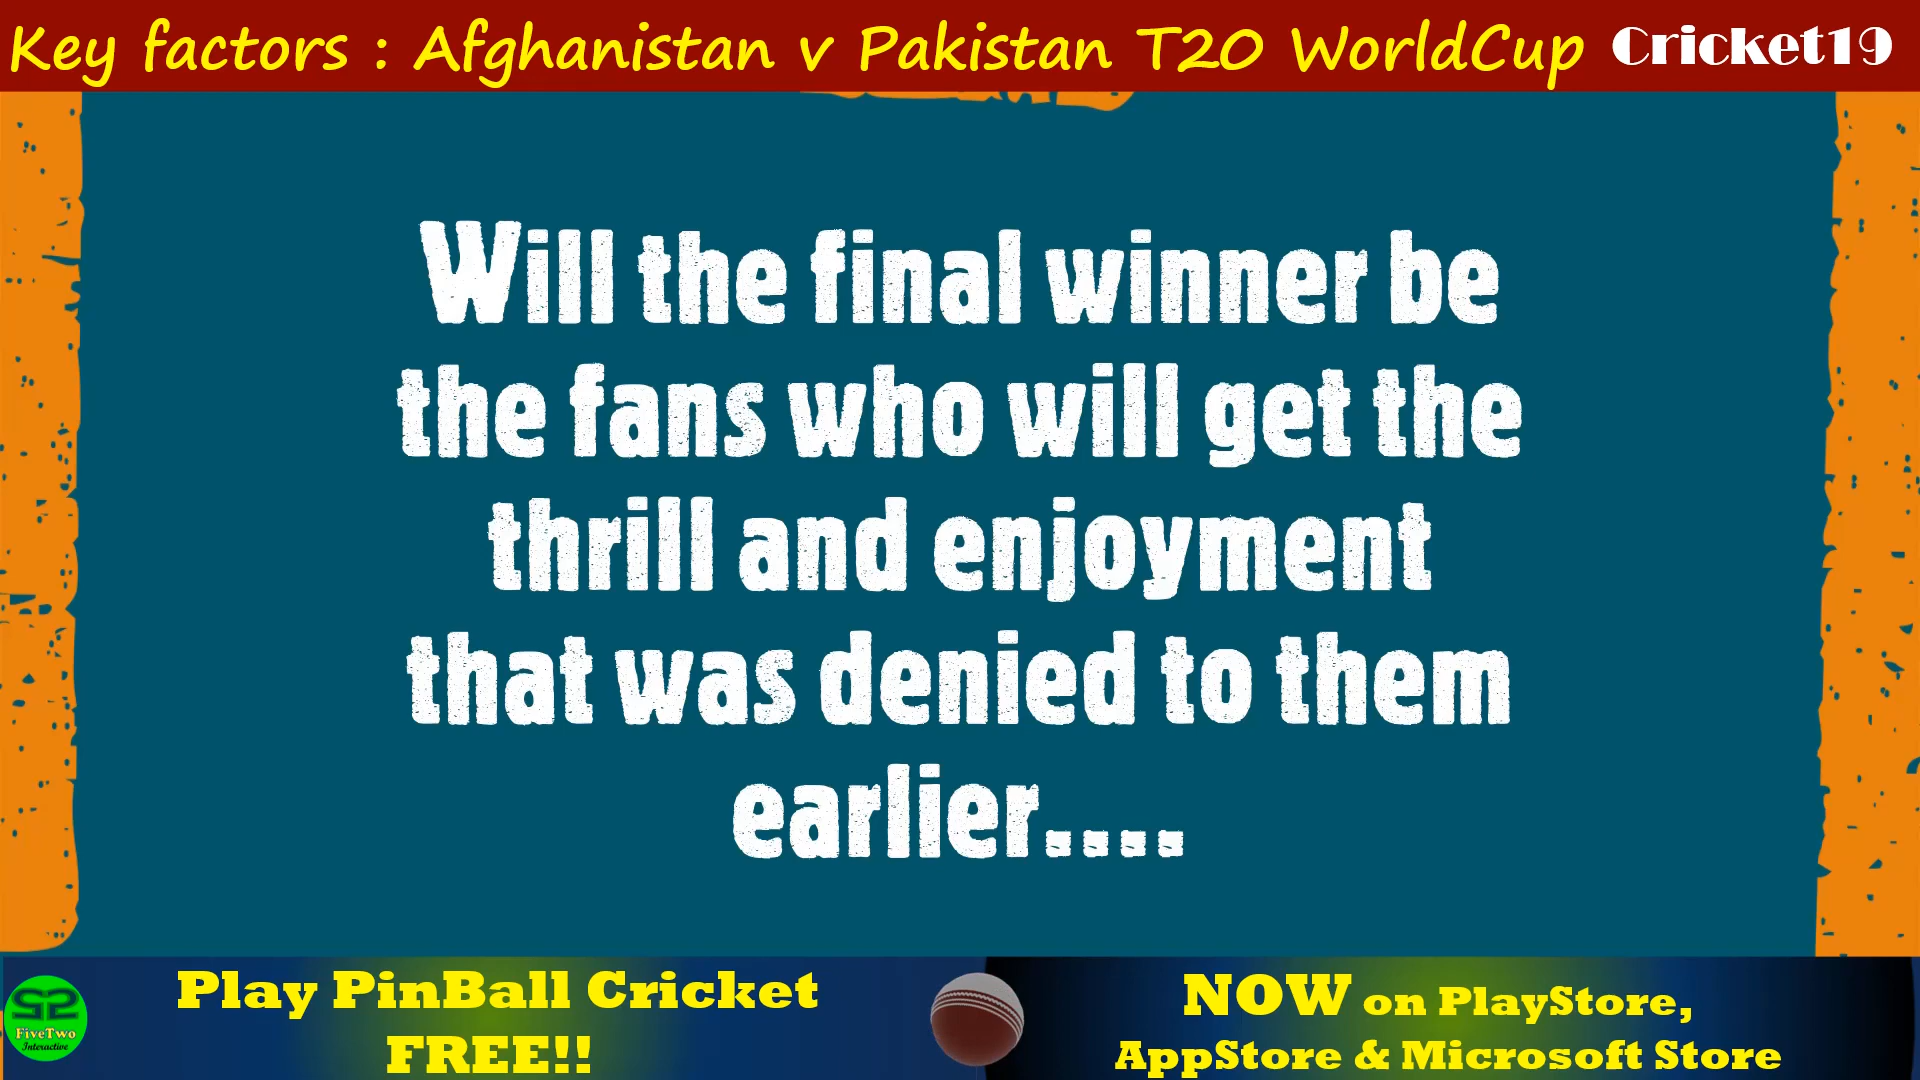 Key factors : Afghanistan v Pakistan T20 WorldCup Cricket19
Will the final winner be
the fans who will get the
thrill and enjoyment
that was denied to them
earlier....
52
FiveTwo
Interactive
Play PinBall Cricket
FREE!!
NOW on PlayStore,
AppStore & Microsoft Store